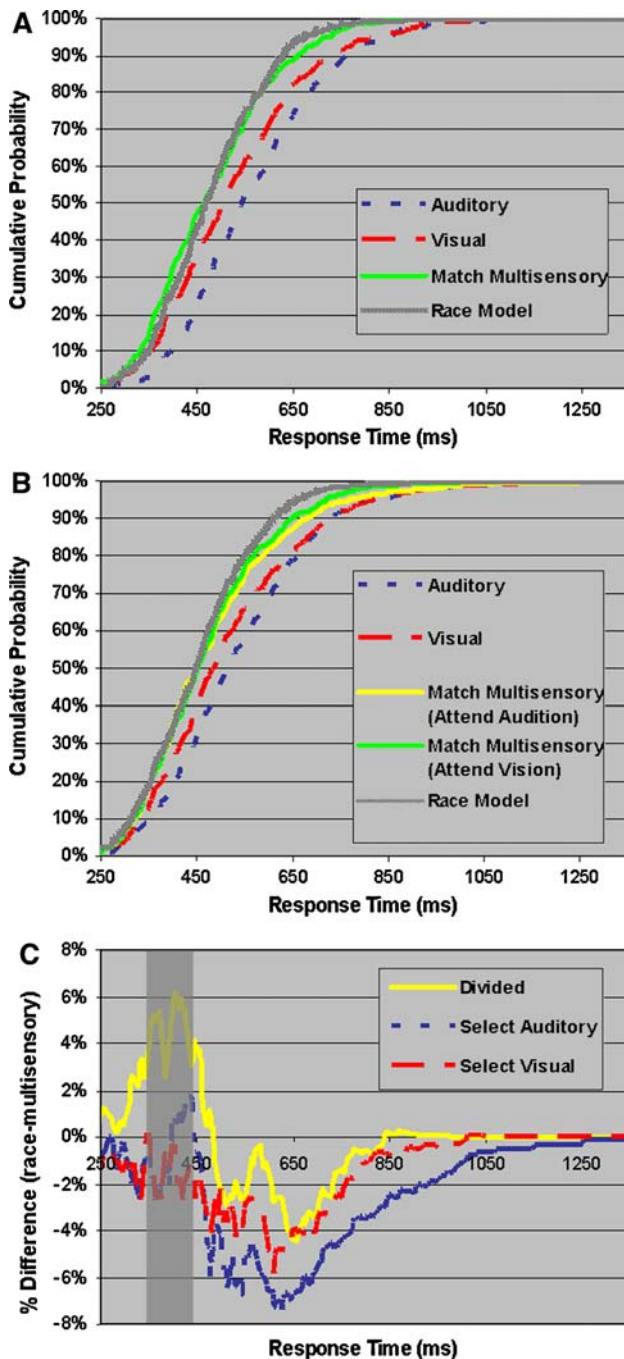 A
100%
90%
80%
70%
60%
50%
40%
30%
20%
10%
0%
Cumulative Probability
Auditory
Visual
Match Multisensory
Race Model
250 450 650 850 1050 1250
Response Time (ms)
B
100%
90%
80%
70%
60%
50%
40%
30%
20%
10%
0%
Cumulative Probability
Auditory
Visual
Match Multisensory
(Attend Audition)
Match Multisensory
(Attend Vision)
Race Model
250 450 650 850 1050 1250
Response Time (ms)
C
8%
6%
4%
2%
0%
-2%
-4%
-6%
-8%
% Difference (race-multisensory)
Divided
Select Auditory
Select Visual
250 450 650 850 1050 1250
Response Time (ms)